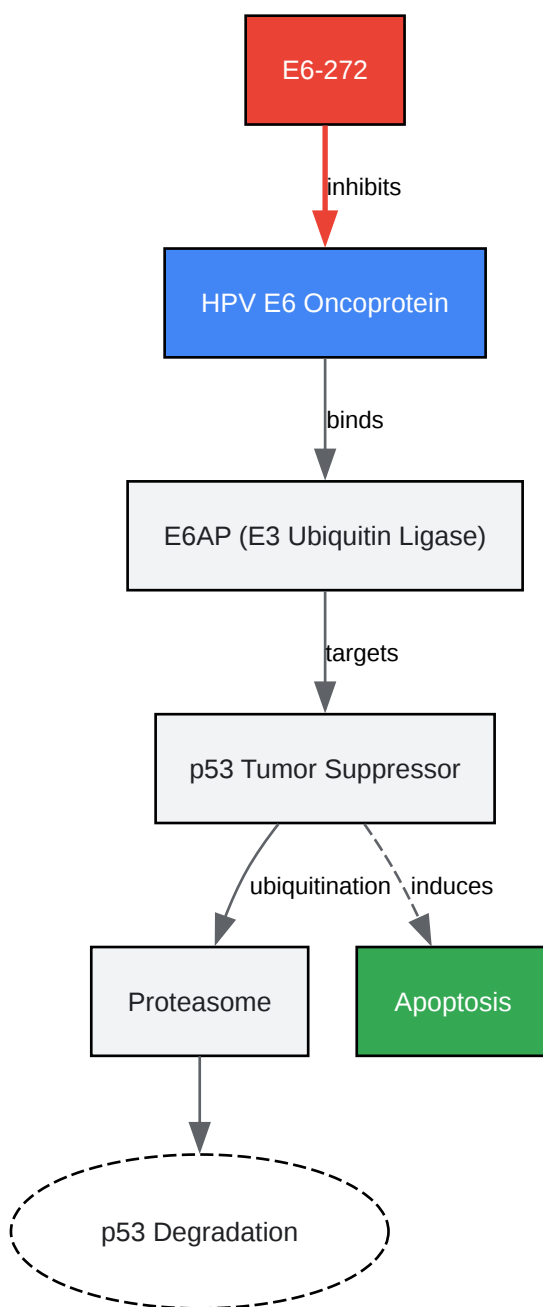 E6-272
inhibits
HPV E6 Oncoprotein
binds
E6AP (E3 Ubiquitin Ligase)
targets
p53 Tumor Suppressor
ubiquitination
induces
Proteasome
Apoptosis
p53 Degradation